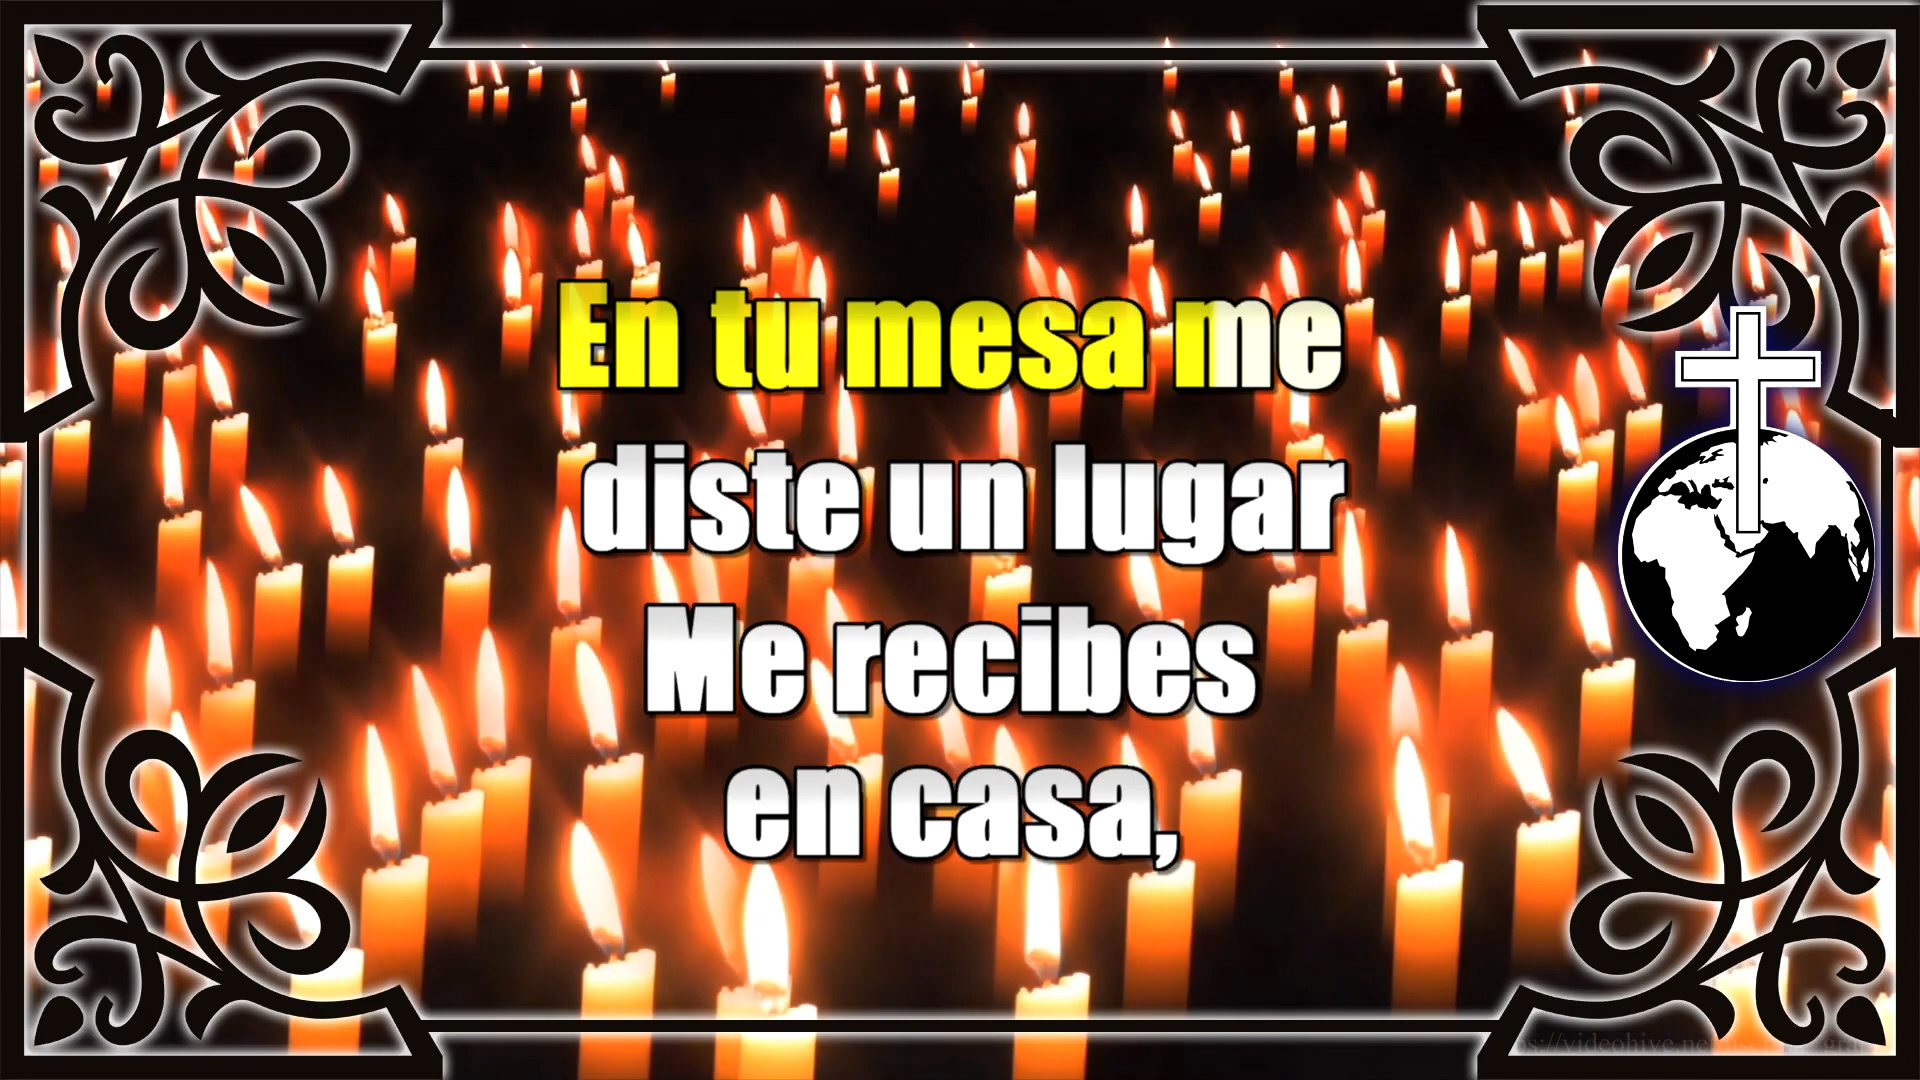 En tu mesa me
diste un lugar
Me recibes
en casa,